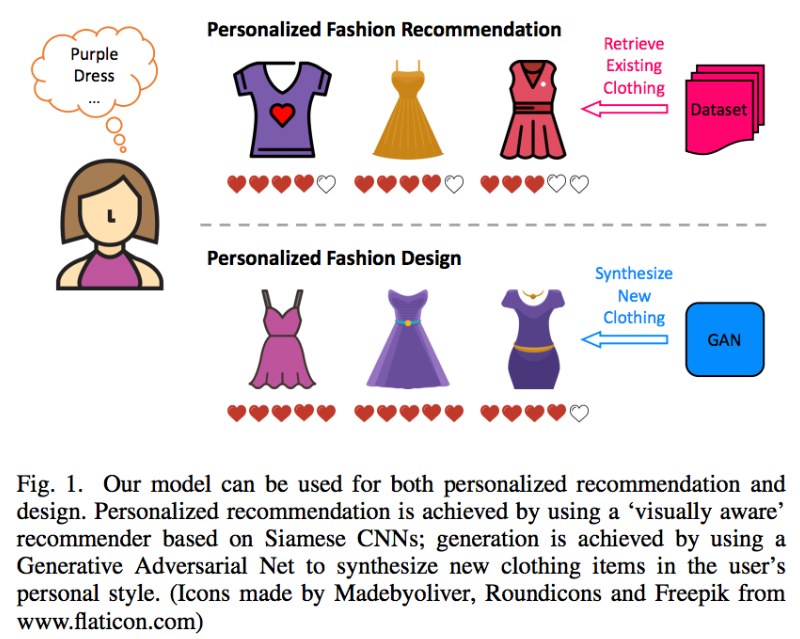 Purple
Dress
...
Personalized Fashion Recommendation
Retrieve
Existing
Clothing
Dataset
Personalized Fashion Design
Synthesize
New
Clothing
GAN
Fig. 1. Our model can be used for both personalized recommendation and
design. Personalized recommendation is achieved by using a ‘visually aware’
recommender based on Siamese CNNs; generation is achieved by using a
Generative Adversarial Net to synthesize new clothing items in the user’s
personal style. (Icons made by Madebyoliver, Roundicons and Freepik from
www.flaticon.com)